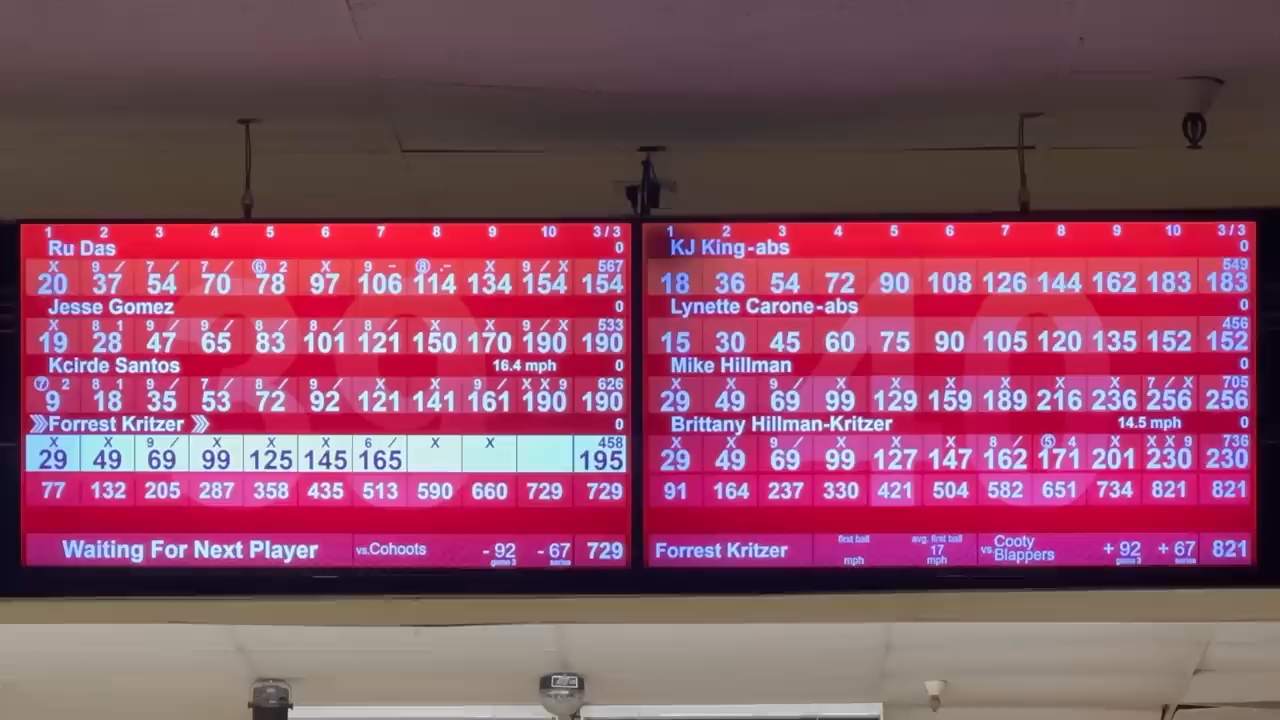 1 2 3 4 5 6 7 8 9 10 3/3
Ru Das 0
X 9 / 7 / 7 / ⑥ 2 X 9 - ⑧ - X 9 / X 567
20 37 54 70 78 97 106 114 134 154 154
Jesse Gomez 0
X 8 1 9 / 9 / 8 / 8 / 8 / X X 9 / X 533
19 28 47 65 83 101 121 150 170 190 190
Kcirde Santos 16.4 mph 0
⑦ 2 8 1 9 / 7 / 8 / 9 / X X 9 / X X 9 626
9 18 35 53 72 92 121 141 161 190 190
Forrest Kritzer 0
X X 9 / X X X 6 / X X 458
29 49 69 99 125 145 165 195
77 132 205 287 358 435 513 590 660 729 729
Waiting For Next Player vs. Cohoots - 92 - 67 729
game 3 series
1 2 3 4 5 6 7 8 9 10 3/3
KJ King-abs 0
549
18 36 54 72 90 108 126 144 162 183 183
Lynette Carone-abs 0
456
15 30 45 60 75 90 105 120 135 152 152
Mike Hillman 0
X X 9 / X X X X X X 7 / X 705
29 49 69 99 129 159 189 216 236 256 256
Brittany Hillman-Kritzer 14.5 mph 0
X X 9 / X X X 8 / ⑤ 4 X X X 9 736
29 49 69 99 127 147 162 171 201 230 230
91 164 237 330 421 504 582 651 734 821 821
Forrest Kritzer first ball mph avg. first ball 17 mph vs. Cooty Blappers + 92 + 67 821
game 3 series